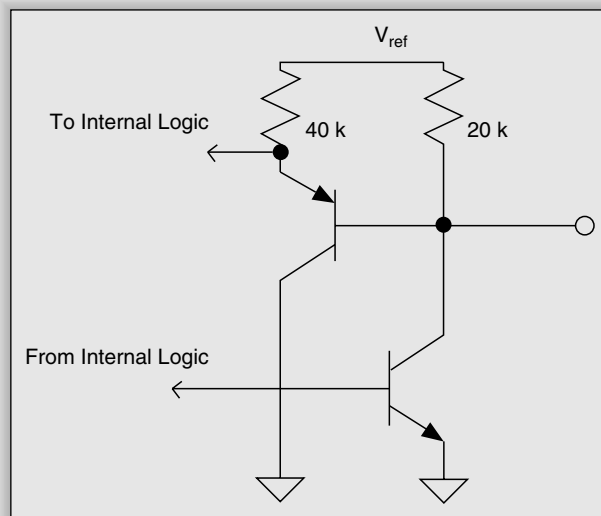 V_ref
To Internal Logic
40 k
20 k
From Internal Logic